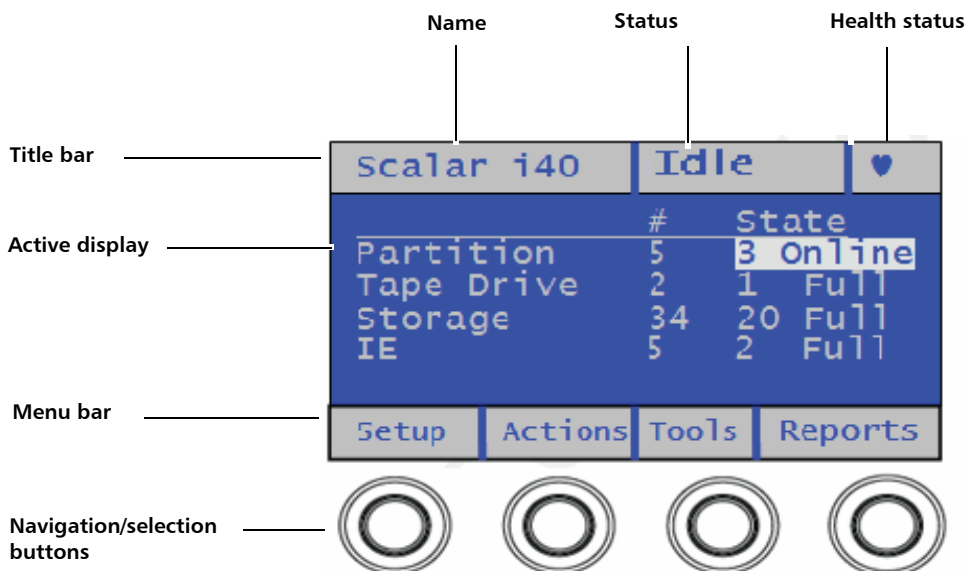 Name Status Health status
Title bar
Scalar i40 Idle
Active display
# State
Partition 5 3 Online
Tape Drive 2 1 Full
Storage 34 20 Full
IE 5 2 Full
Menu bar
Setup Actions Tools Reports
Navigation/selection
buttons